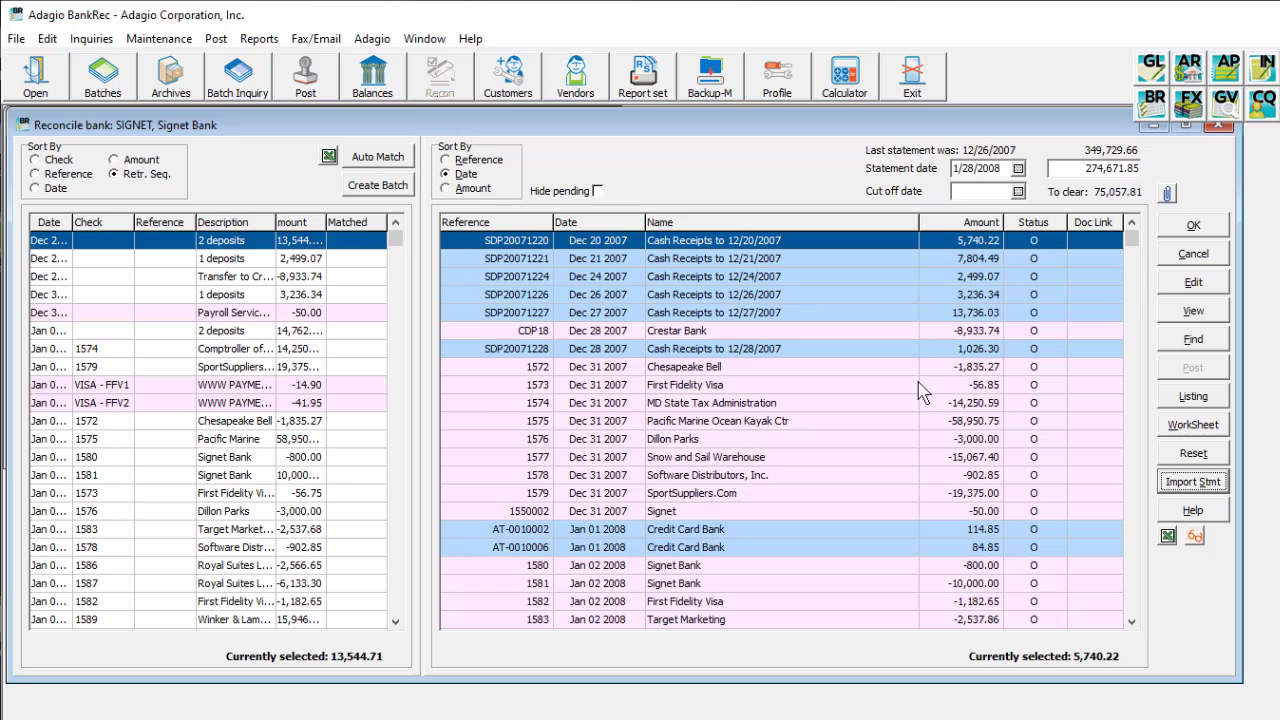 Adagio BankRec - Adagio Corporation, Inc.
File Edit Inquiries Maintenance Post Reports Fax/Email Adagio Window Help
Open Batches Archives Batch Inquiry Post Balances Recon Customers Vendors Report set Backup-M Profile Calculator Exit
GL AR AP IN
BR FX GV CQ
Reconcile bank: SIGNET, Signet Bank
Sort By
Check Amount
Reference Retr. Seq.
Date
Auto Match
Create Batch
Sort By
Reference
Date
Amount
Hide pending
Last statement was: 12/26/2007 349,729.66
Statement date 1/28/2008 274,671.85
Cut off date To clear: 75,057.81
Date Check Reference Description mount Matched
Dec 2... 2 deposits 13,544....
Dec 2... 1 deposits 2,499.07
Dec 2... Transfer to Cr... -8,933.74
Dec 3... 1 deposits 3,236.34
Dec 3... Payroll Servic... -50.00
Jan 0... 2 deposits 14,762....
Jan 0... 1574 Comptroller of... 14,250...
Jan 0... 1579 SportSuppliers... 19,375...
Jan 0... VISA - FFV1 WWW PAYME... -14.90
Jan 0... VISA - FFV2 WWW PAYME... -41.95
Jan 0... 1572 Chesapeake Bell -1,835.27
Jan 0... 1575 Pacific Marine 58,950...
Jan 0... 1580 Signet Bank -800.00
Jan 0... 1581 Signet Bank 10,000...
Jan 0... 1573 First Fidelity Vi... -56.75
Jan 0... 1576 Dillon Parks -3,000.00
Jan 0... 1583 Target Market... -2,537.68
Jan 0... 1578 Software Distr... -902.85
Jan 0... 1586 Royal Suites L... -2,566.65
Jan 0... 1587 Royal Suites L... -6,133.30
Jan 0... 1582 First Fidelity Vi... -1,182.65
Jan 0... 1589 Winker & Lam... 15,946...
Currently selected: 13,544.71
Reference Date Name Amount Status Doc Link
SDP20071220 Dec 20 2007 Cash Receipts to 12/20/2007 5,740.22 O
SDP20071221 Dec 21 2007 Cash Receipts to 12/21/2007 7,804.49 O
SDP20071224 Dec 24 2007 Cash Receipts to 12/24/2007 2,499.07 O
SDP20071226 Dec 26 2007 Cash Receipts to 12/26/2007 3,236.34 O
SDP20071227 Dec 27 2007 Cash Receipts to 12/27/2007 13,736.03 O
CDP18 Dec 28 2007 Crestar Bank -8,933.74 O
SDP20071228 Dec 28 2007 Cash Receipts to 12/28/2007 1,026.30 O
1572 Dec 31 2007 Chesapeake Bell -1,835.27 O
1573 Dec 31 2007 First Fidelity Visa -56.85 O
1574 Dec 31 2007 MD State Tax Administration -14,250.59 O
1575 Dec 31 2007 Pacific Marine Ocean Kayak Ctr -58,950.75 O
1576 Dec 31 2007 Dillon Parks -3,000.00 O
1577 Dec 31 2007 Snow and Sail Warehouse -15,067.40 O
1578 Dec 31 2007 Software Distributors, Inc. -902.85 O
1579 Dec 31 2007 SportSuppliers.Com -19,375.00 O
1550002 Dec 31 2007 Signet -50.00 O
AT-0010002 Jan 01 2008 Credit Card Bank 114.85 O
AT-0010006 Jan 01 2008 Credit Card Bank 84.85 O
1580 Jan 02 2008 Signet Bank -800.00 O
1581 Jan 02 2008 Signet Bank -10,000.00 O
1582 Jan 02 2008 First Fidelity Visa -1,182.65 O
1583 Jan 02 2008 Target Marketing -2,537.86 O
Currently selected: 5,740.22
OK
Cancel
Edit
View
Find
Post
Listing
WorkSheet
Reset
Import Stmt
Help